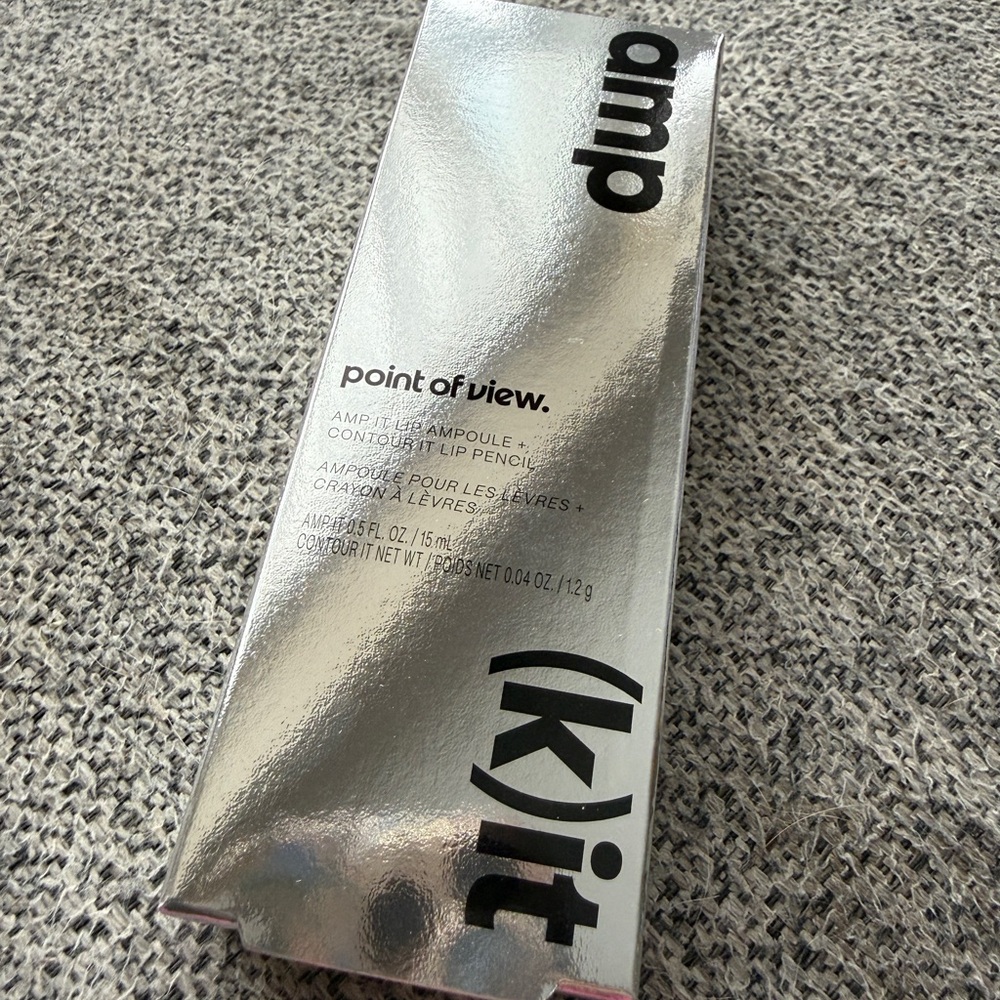 amp
point of view.
AMP IT LIP AMPOULE +
CONTOUR IT LIP PENCIL
AMPOULE POUR LES LÈVRES +
CRAYON À LÈVRES
AMP IT 0.5 FL. OZ. / 15 mL
CONTOUR IT NET WT / POIDS NET 0.04 OZ. / 1.2 g
(k)it